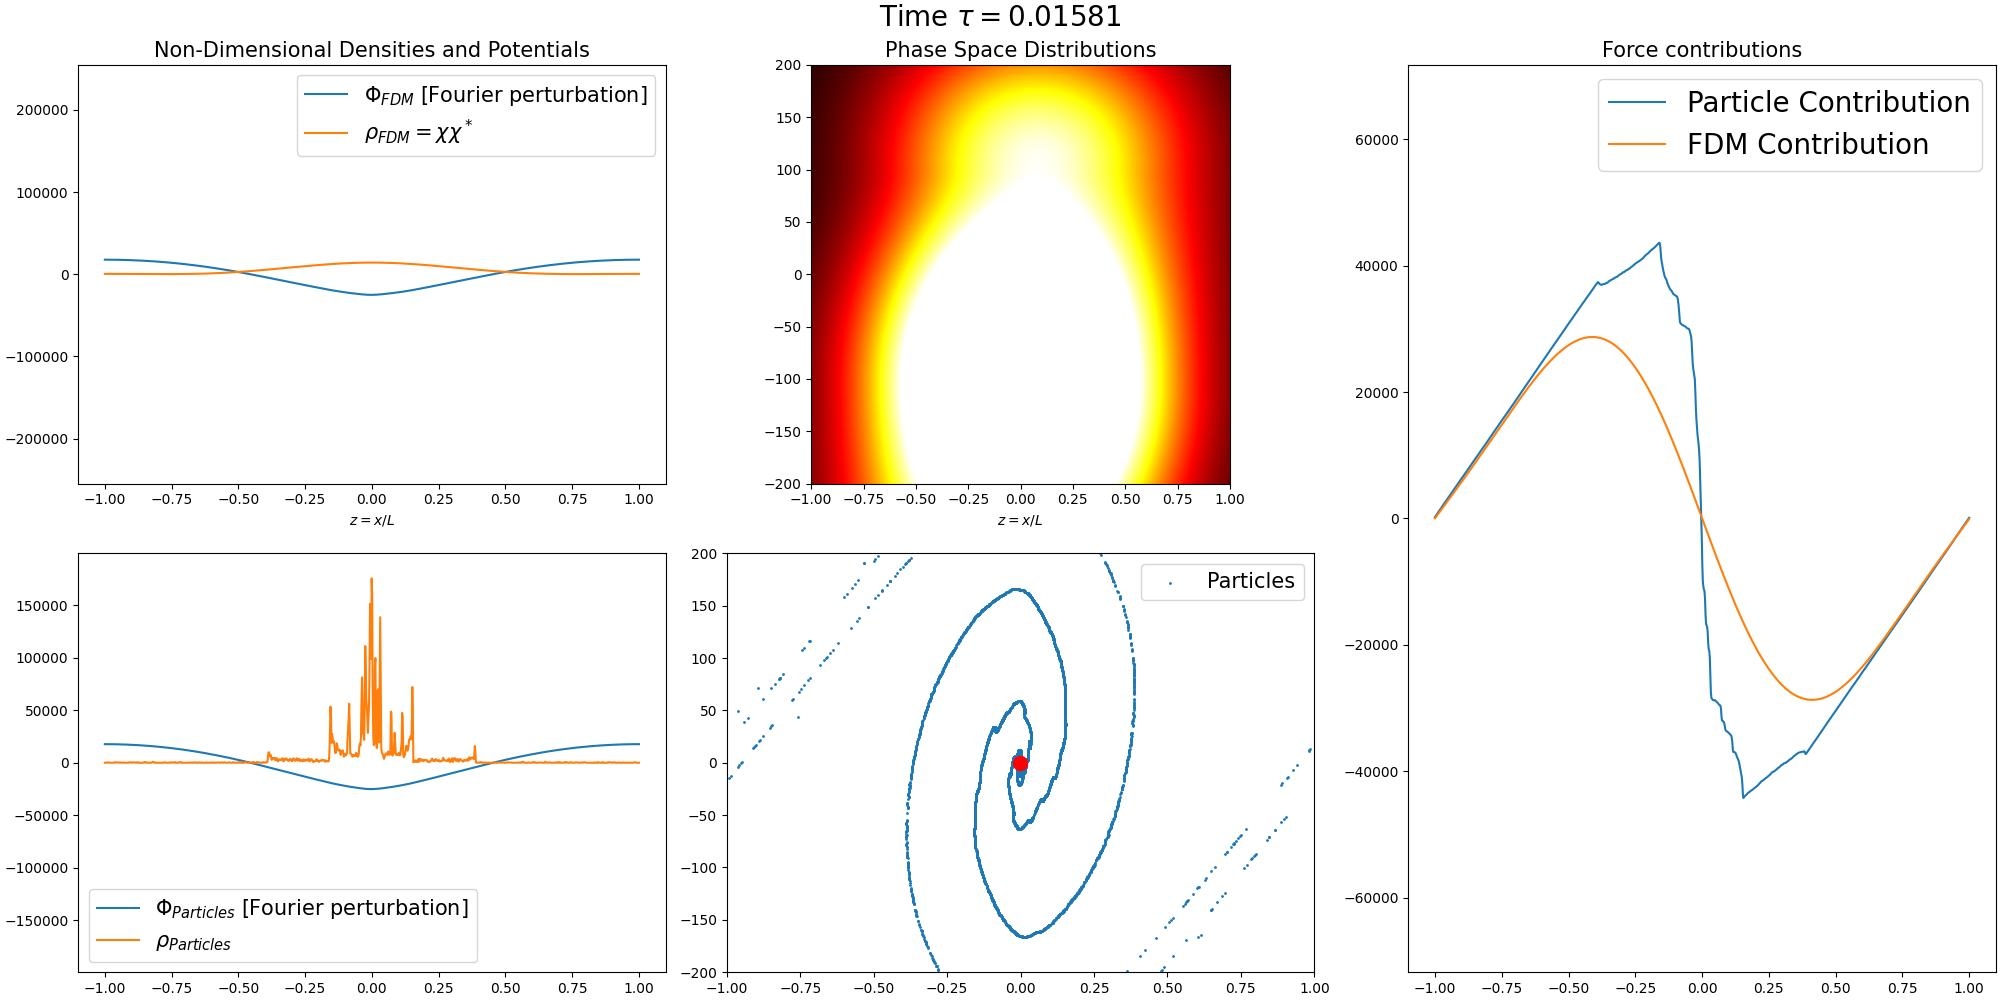 Time τ = 0.01581
Non-Dimensional Densities and Potentials
Φ_FDM [Fourier perturbation]
ρ_FDM = χχ*
200000
100000
0
−100000
−200000
−1.00 −0.75 −0.50 −0.25 0.00 0.25 0.50 0.75 1.00
z = x/L
Phase Space Distributions
200
150
100
50
0
−50
−100
−150
−200
−1.00 −0.75 −0.50 −0.25 0.00 0.25 0.50 0.75 1.00
z = x/L
Force contributions
Particle Contribution
FDM Contribution
60000
40000
20000
0
−20000
−40000
−60000
−1.00 −0.75 −0.50 −0.25 0.00 0.25 0.50 0.75 1.00
150000
100000
50000
0
−50000
−100000
−150000
Φ_Particles [Fourier perturbation]
ρ_Particles
−1.00 −0.75 −0.50 −0.25 0.00 0.25 0.50 0.75 1.00
Particles
200
150
100
50
0
−50
−100
−150
−200
−1.00 −0.75 −0.50 −0.25 0.00 0.25 0.50 0.75 1.00